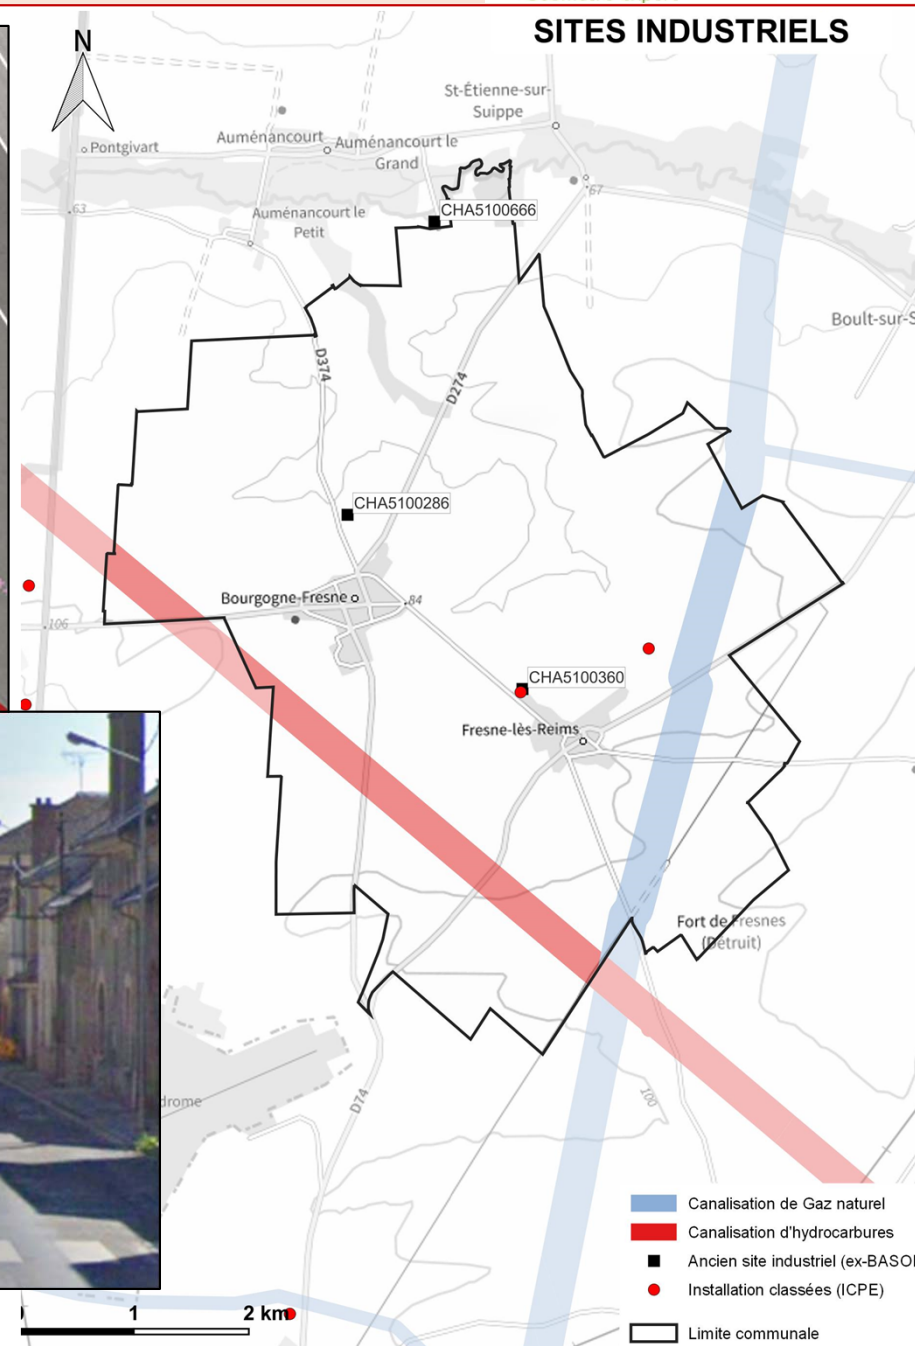 SITES INDUSTRIELS
N
St-Étienne-sur-
Suippe
Auménancourt
Auménancourt le
Grand
Pontgivart
67
63
CHA5100666
Auménancourt le
Petit
Boult-sur-S
D374
D274
CHA5100286
Bourgogne-Fresne
84
106
CHA5100360
Fresne-lès-Reims
Fort de Fresnes
(Détruit)
drome
D74
100
Canalisation de Gaz naturel
Canalisation d'hydrocarbures
Ancien site industriel (ex-BASOL
Installation classées (ICPE)
Limite communale
1 2 km